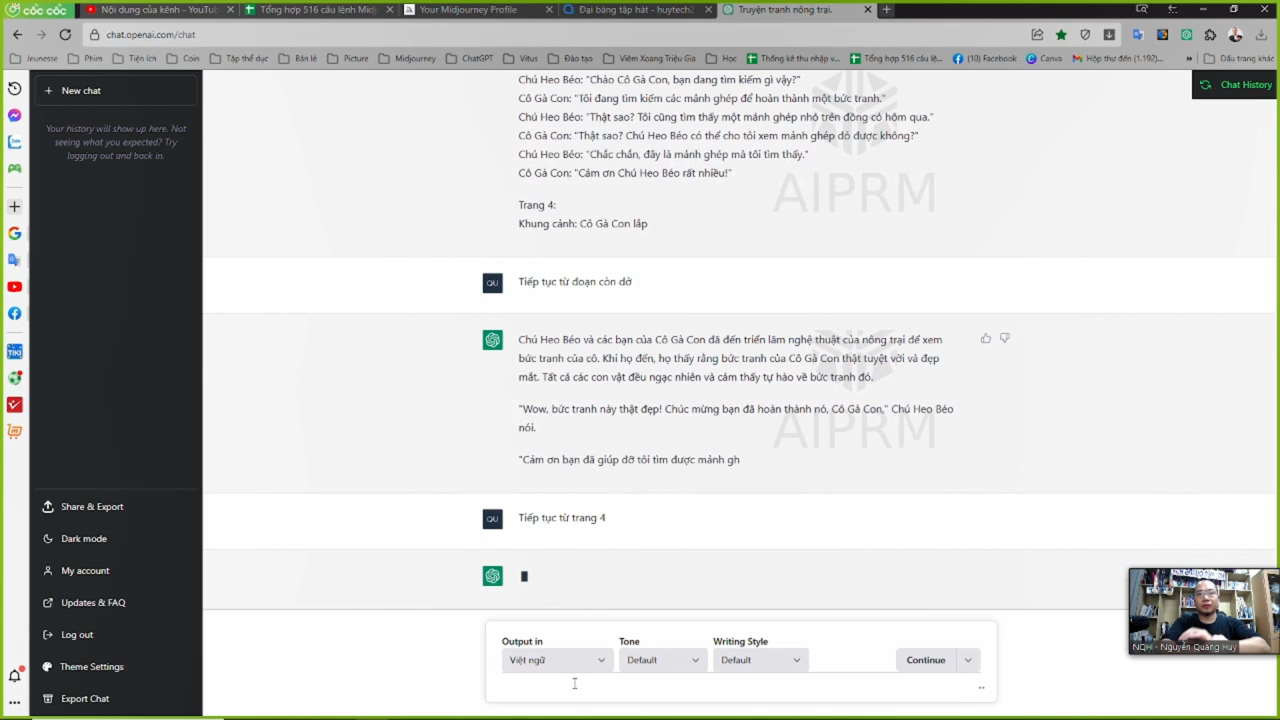 cốc cốc
Nội dung của kênh - YouTub
Tổng hợp 516 câu lệnh Midj
Your Midjourney Profile
Đại bàng tập hát - huytech2
Truyện tranh nông trại.
chat.openai.com/chat
Jeunesse
Phim
Tiện ích
Coin
Tập thể dục
Bán lẻ
Picture
Midjourney
ChatGPT
Vitus
Đào tạo
Viêm Xoang Triệu Gia
Học
Thống kê thu nhập v...
Tổng hợp 516 câu lệ...
(10) Facebook
Canva
Hộp thư đến (1.192)...
Dấu trang khác
New chat
Your history will show up here. Not
seeing what you expected? Try
logging out and back in.
Chat History
Chú Heo Béo: "Chào Cô Gà Con, bạn đang tìm kiếm gì vậy?"
Cô Gà Con: "Tôi đang tìm kiếm các mảnh ghép để hoàn thành một bức tranh."
Chú Heo Béo: "Thật sao? Tôi cũng tìm thấy một mảnh ghép nhỏ trên đồng cỏ hôm qua."
Cô Gà Con: "Thật sao? Chú Heo Béo có thể cho tôi xem mảnh ghép đó được không?"
Chú Heo Béo: "Chắc chắn, đây là mảnh ghép mà tôi tìm thấy."
Cô Gà Con: "Cảm ơn Chú Heo Béo rất nhiều!"
AIPRM
Trang 4:
Khung cảnh: Cô Gà Con lắp
QU
Tiếp tục từ đoạn còn dở
Chú Heo Béo và các bạn của Cô Gà Con đã đến triển lãm nghệ thuật của nông trại để xem
bức tranh của cô. Khi họ đến, họ thấy rằng bức tranh của Cô Gà Con thật tuyệt vời và đẹp
mắt. Tất cả các con vật đều ngạc nhiên và cảm thấy tự hào về bức tranh đó.
"Wow, bức tranh này thật đẹp! Chúc mừng bạn đã hoàn thành nó, Cô Gà Con," Chú Heo Béo
nói.
AIPRM
"Cảm ơn bạn đã giúp đỡ tôi tìm được mảnh gh
QU
Tiếp tục từ trang 4
Share & Export
Dark mode
My account
Updates & FAQ
Log out
Theme Settings
Export Chat
Output in
Tone
Writing Style
Việt ngữ
Default
Default
Continue
NQH - Nguyễn Quang Huy
TIKI